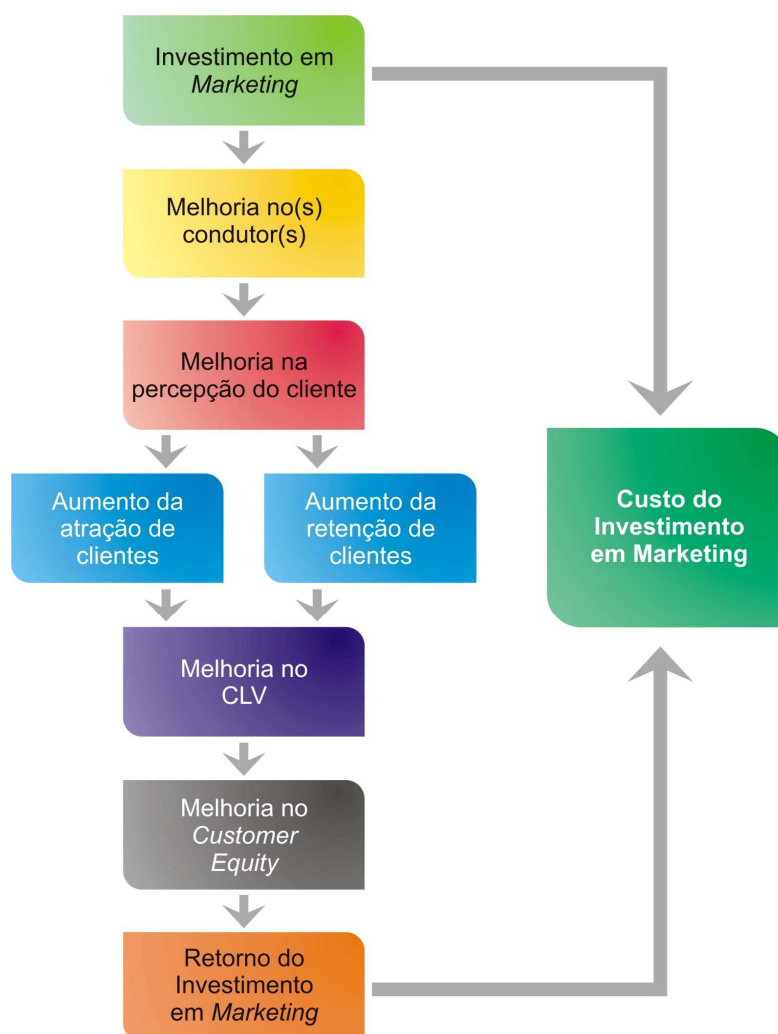 Investimento em
Marketing
Melhoria no(s)
condutor(s)
Melhoria na
percepção do cliente
Aumento da
atração de
clientes
Aumento da
retenção de
clientes
Custo do
Investimento
em Marketing
Melhoria no
CLV
Melhoria no
Customer
Equity
Retorno do
Investimento
em Marketing